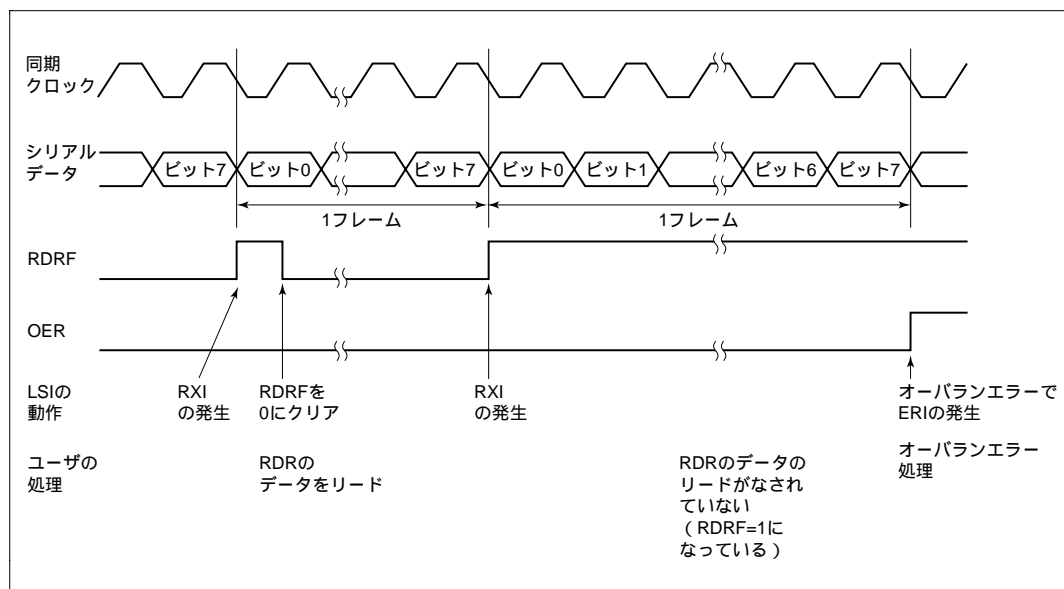 同期
クロック
シリアル
データ
ビット7
ビット0
ビット7
ビット0
ビット1
ビット6
ビット7
1フレーム
1フレーム
RDRF
OER
LSIの
動作
RXI
の発生
RDRFを
0にクリア
RXI
の発生
オーバランエラーで
ERIの発生
ユーザの
処理
RDRの
データをリード
RDRのデータの
リードがなされ
ていない
(RDRF=1に
なっている)
オーバランエラー
処理